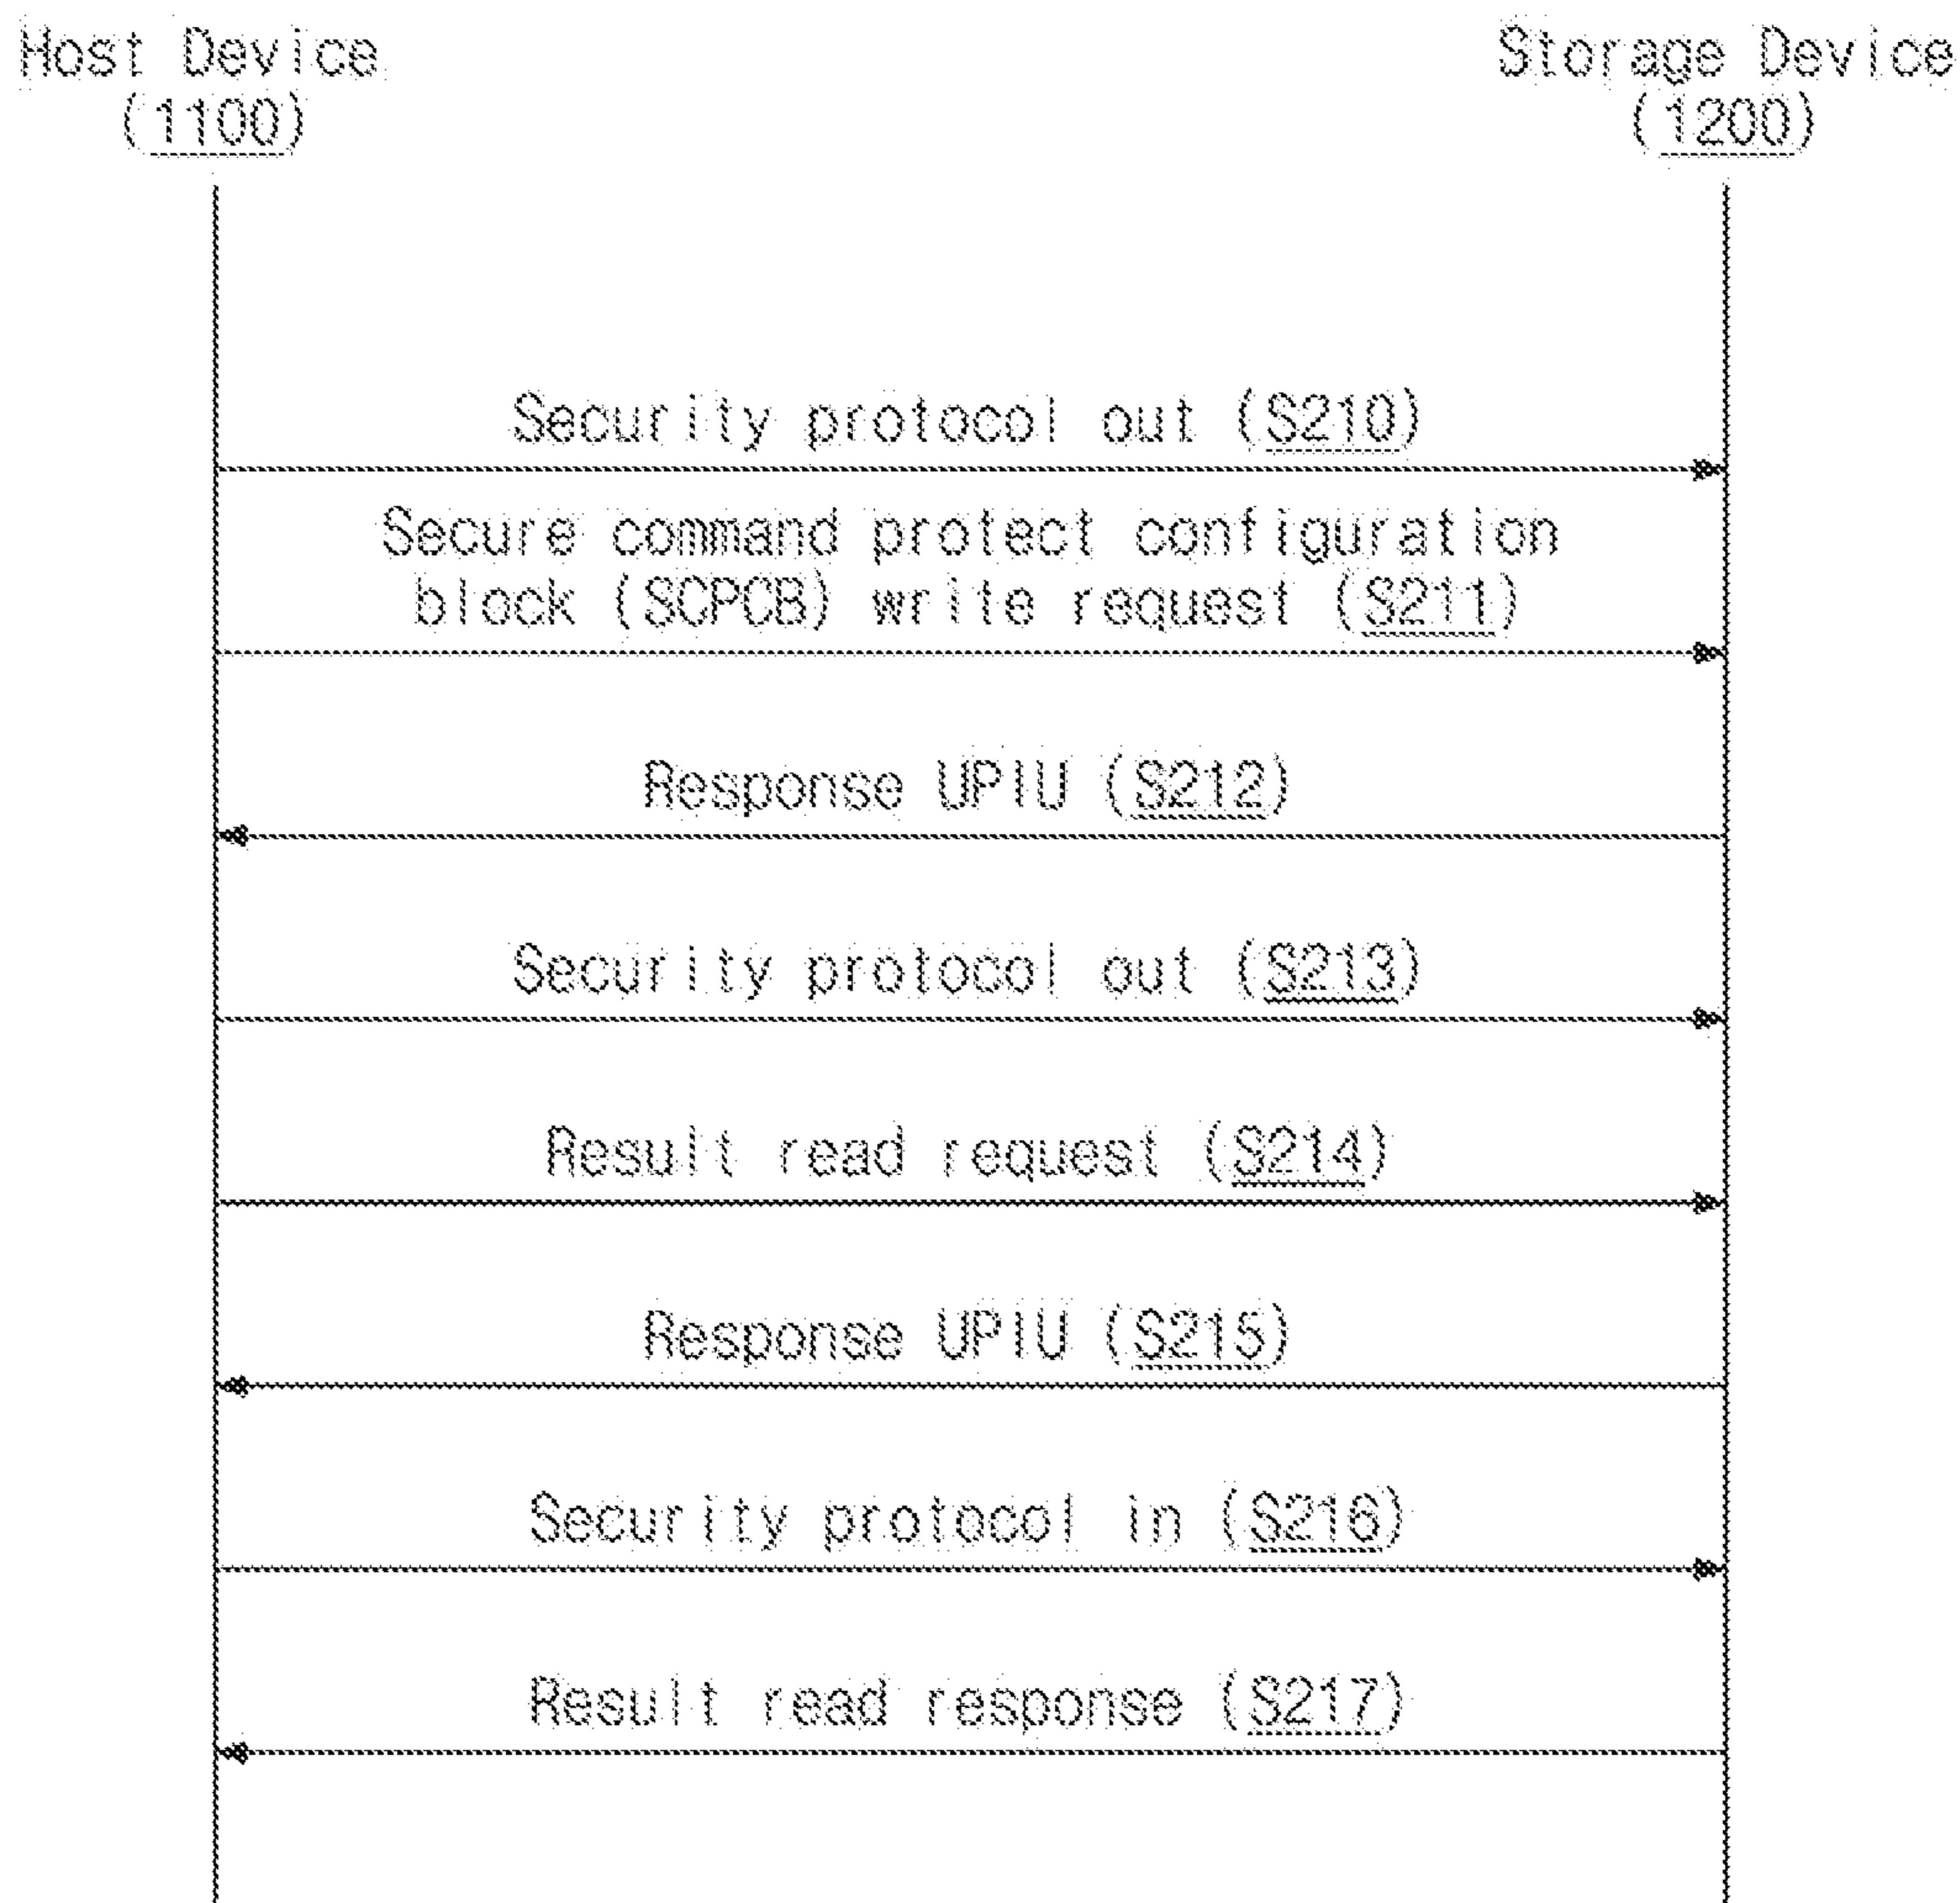 Host Device
(1100)
Storage Device
(1200)
Security protocol out (S210)
Secure command protect configuration
block (SCPCB) write request (S211)
Response UPIU (S212)
Security protocol out (S213)
Result read request (S214)
Response UPIU (S215)
Security protocol in (S216)
Result read response (S217)